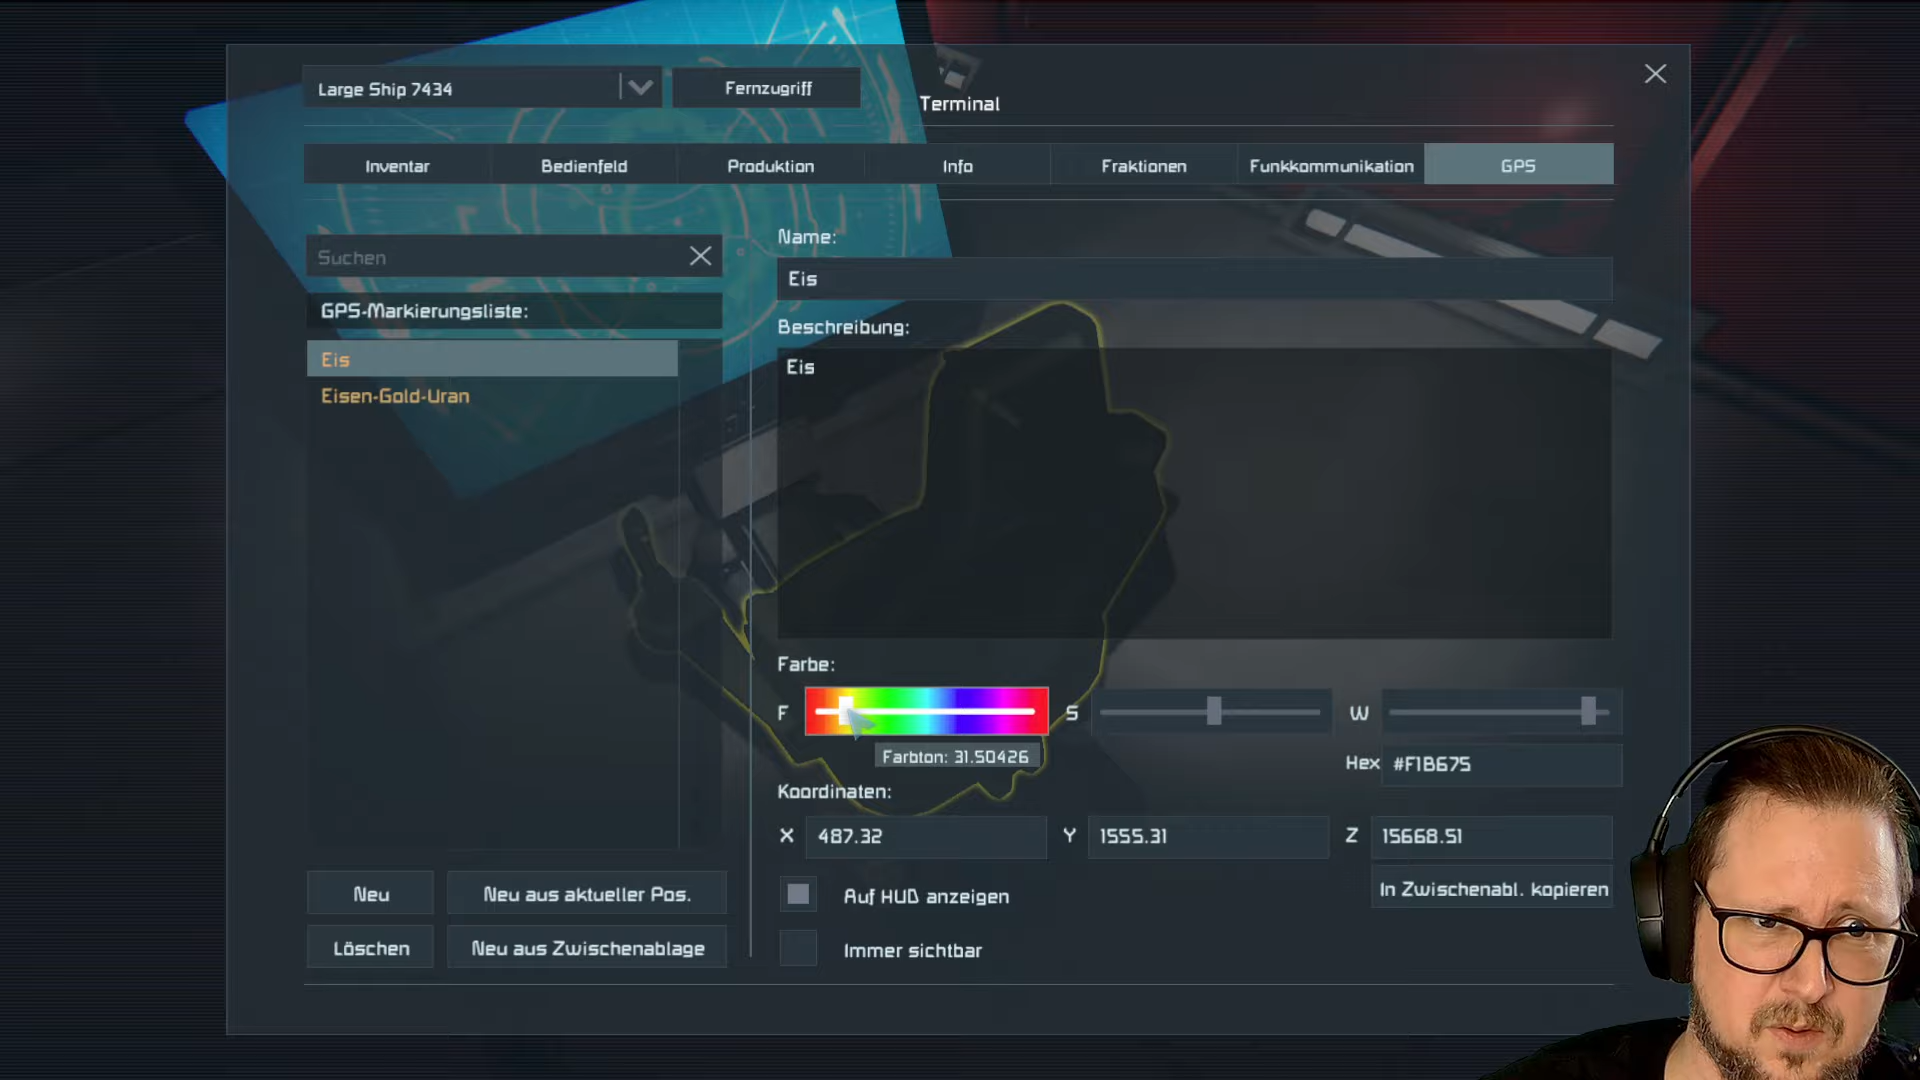 Large Ship 7434
Fernzugriff
Terminal
Inventar
Bedienfeld
Produktion
Info
Fraktionen
Funkkommunikation
GPS
Suchen
GPS-Markierungsliste:
Eis
Eisen-Gold-Uran
Name:
Eis
Beschreibung:
Eis
Farbe:
F
S
W
Farbton: 31.50426
Hex #F1B675
Koordinaten:
X 487.32
Y 1555.31
Z 15668.51
In Zwischenabl. kopieren
Auf HUD anzeigen
Immer sichtbar
Neu
Neu aus aktueller Pos.
Löschen
Neu aus Zwischenablage